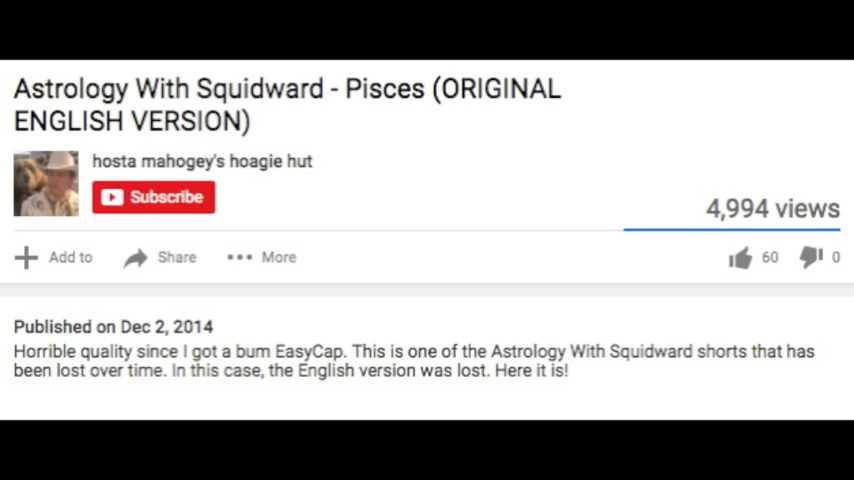 Astrology With Squidward - Pisces (ORIGINAL
ENGLISH VERSION)
hosta mahogey's hoagie hut
Subscribe
4,994 views
Add to
Share
More
60
0
Published on Dec 2, 2014
Horrible quality since I got a bum EasyCap. This is one of the Astrology With Squidward shorts that has
been lost over time. In this case, the English version was lost. Here it is!